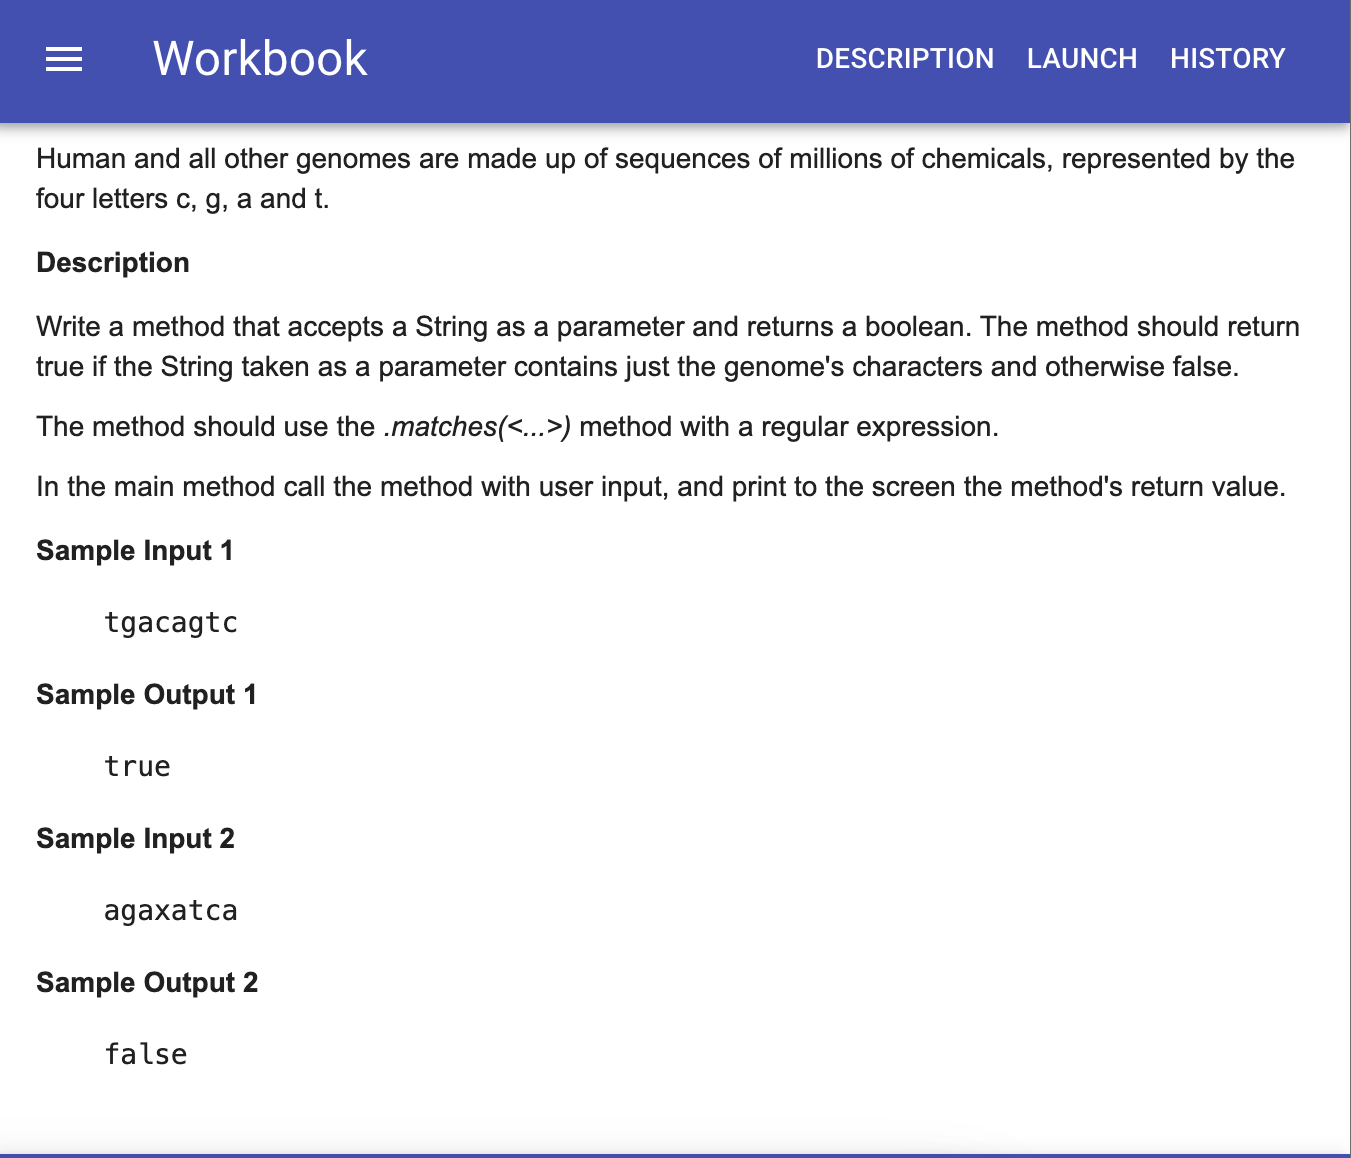 Workbook
DESCRIPTION LAUNCH HISTORY
Human and all other genomes are made up of sequences of millions of chemicals, represented by the
four letters c, g, a and t.
Description
Write a method that accepts a String as a parameter and returns a boolean. The method should return
true if the String taken as a parameter contains just the genome's characters and otherwise false.
The method should use the .matches(<...>) method with a regular expression.
In the main method call the method with user input, and print to the screen the method's return value.
Sample Input 1
tgacagtc
Sample Output 1
true
Sample Input 2
agaxatca
Sample Output 2
false